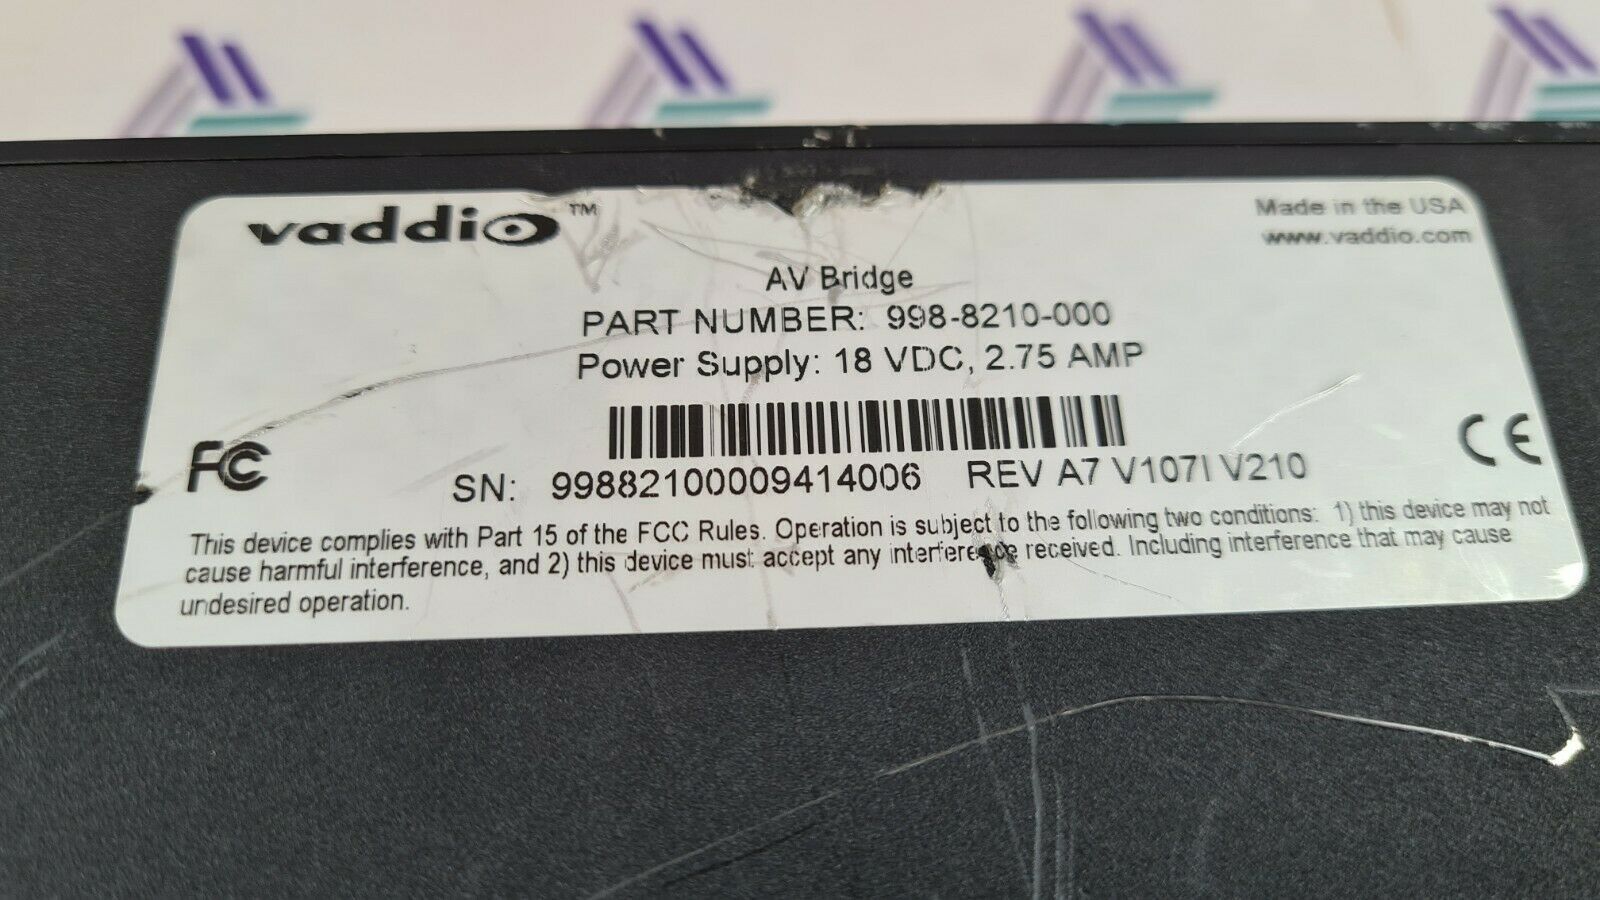 vaddio™
Made in the USA
www.vaddio.com
AV Bridge
PART NUMBER: 998-8210-000
Power Supply: 18 VDC, 2.75 AMP
FC
CE
SN: 99882100009414006 REV A7 V107I V210
This device complies with Part 15 of the FCC Rules. Operation is subject to the following two conditions: 1) this device may not
cause harmful interference, and 2) this device must accept any interference received. Including interference that may cause
undesired operation.